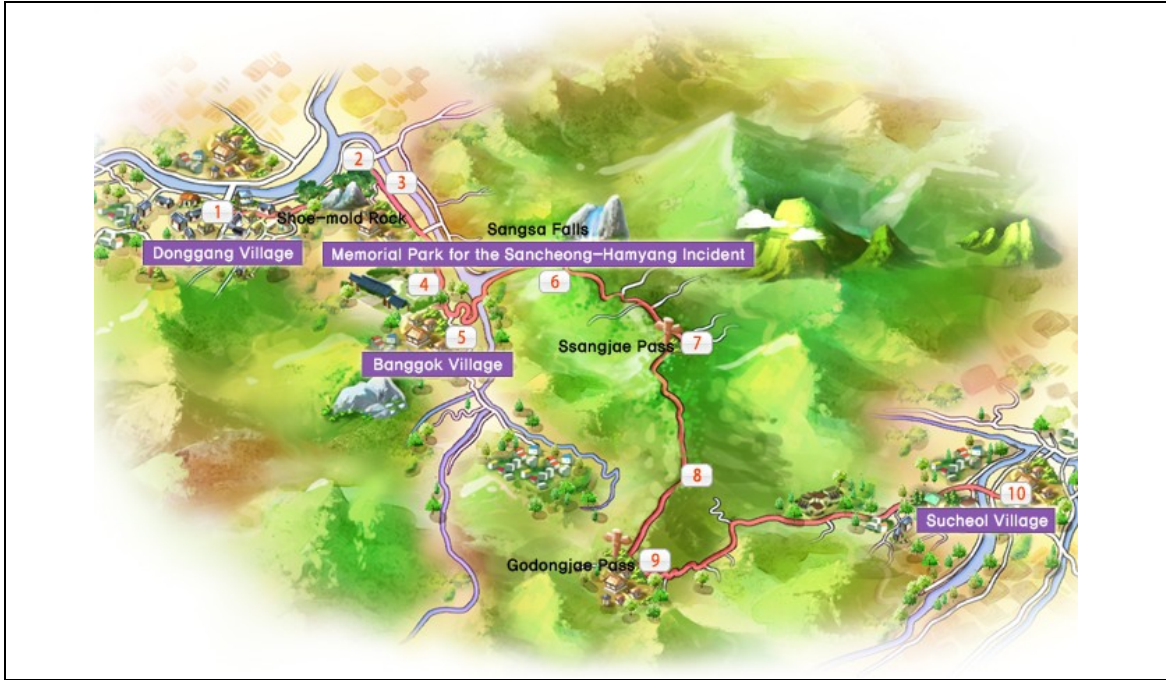 2
3
1
Shoe-mold Rock
Sangsa Falls
Donggang Village
Memorial Park for the Sancheong-Hamyang Incident
4
6
5
7
Ssangjae Pass
Banggok Village
8
10
Sucheol Village
9
Godongjae Pass